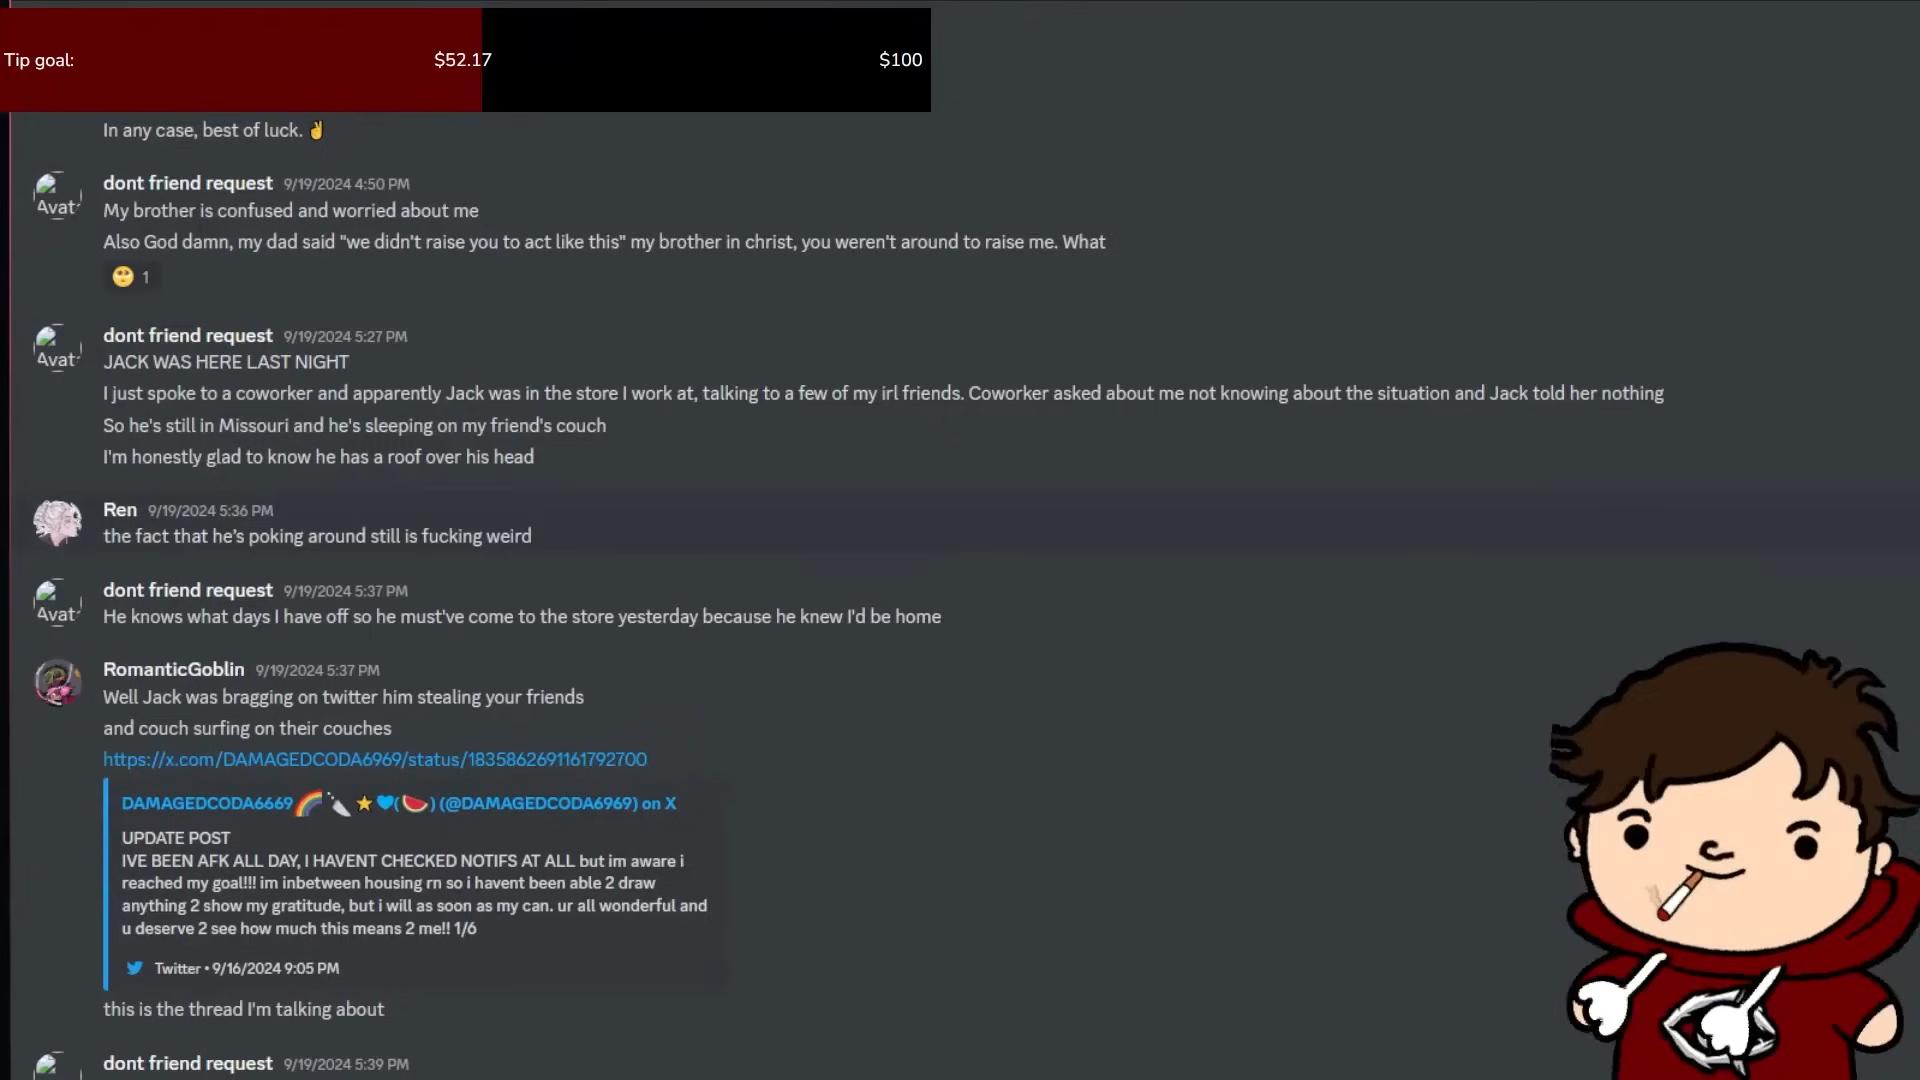 Tip goal: $52.17 $100
In any case, best of luck. ✌
dont friend request 9/19/2024 4:50 PM
My brother is confused and worried about me
Also God damn, my dad said "we didn't raise you to act like this" my brother in christ, you weren't around to raise me. What
🙄 1
Avat
dont friend request 9/19/2024 5:27 PM
JACK WAS HERE LAST NIGHT
Avat
I just spoke to a coworker and apparently Jack was in the store I work at, talking to a few of my irl friends. Coworker asked about me not knowing about the situation and Jack told her nothing
So he's still in Missouri and he's sleeping on my friend's couch
I'm honestly glad to know he has a roof over his head
Ren 9/19/2024 5:36 PM
the fact that he's poking around still is fucking weird
dont friend request 9/19/2024 5:37 PM
Avat
He knows what days I have off so he must've come to the store yesterday because he knew I'd be home
RomanticGoblin 9/19/2024 5:37 PM
Well Jack was bragging on twitter him stealing your friends
and couch surfing on their couches
https://x.com/DAMAGEDCODA6969/status/1835862691161792700
DAMAGEDCODA6669🌈🔪⭐💙(🍉) (@DAMAGEDCODA6969) on X
UPDATE POST
IVE BEEN AFK ALL DAY, I HAVENT CHECKED NOTIFS AT ALL but im aware i
reached my goal!!! im inbetween housing rn so i havent been able 2 draw
anything 2 show my gratitude, but i will as soon as my can. ur all wonderful and
u deserve 2 see how much this means 2 me!! 1/6
Twitter • 9/16/2024 9:05 PM
this is the thread I'm talking about
dont friend request 9/19/2024 5:39 PM